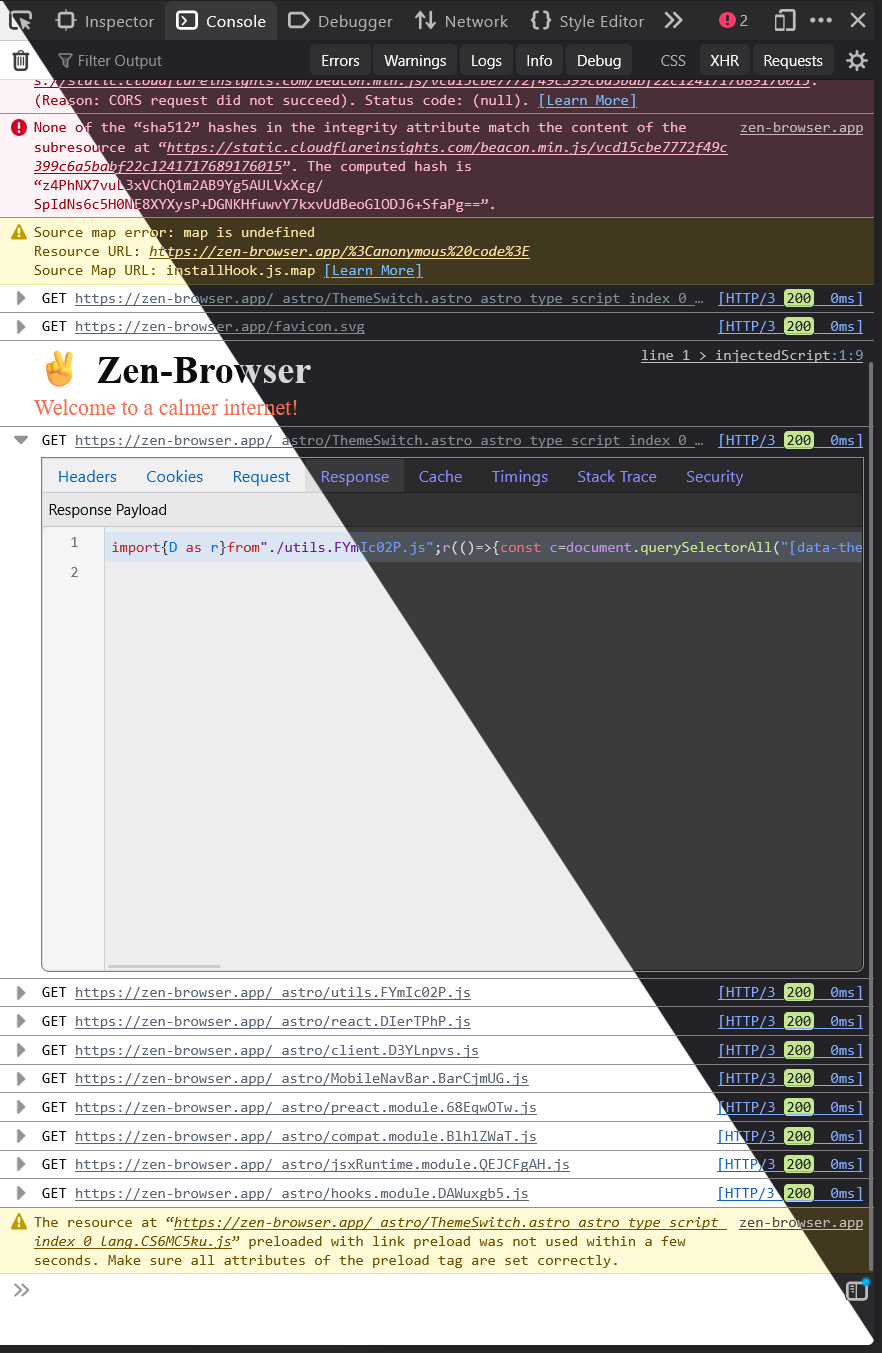 Inspector Console Debugger Network Style Editor 2
Filter Output Errors Warnings Logs Info Debug CSS XHR Requests
s://static.cloudflareinsights.com/beacon.min.js/vcd15cbe7772f49c399c6a5babf22c1241717689176015”.
(Reason: CORS request did not succeed). Status code: (null). [Learn More]
None of the “sha512” hashes in the integrity attribute match the content of the zen-browser.app
subresource at “https://static.cloudflareinsights.com/beacon.min.js/vcd15cbe7772f49c
399c6a5babf22c1241717689176015”. The computed hash is
“z4PhNX7vuL3xVChQ1m2AB9Yg5AULVxXcg/
SpIdNs6c5H0NE8XYXysP+DGNKHfuwvY7kxvUdBeoGlODJ6+SfaPg==”.
Source map error: map is undefined
Resource URL: https://zen-browser.app/%3Canonymous%20code%3E
Source Map URL: installHook.js.map [Learn More]
GET https://zen-browser.app/_astro/ThemeSwitch.astro_astro_type_script_index_0_… [HTTP/3 200 0ms]
GET https://zen-browser.app/favicon.svg [HTTP/3 200 0ms]
✌ Zen-Browser line 1 > injectedScript:1:9
Welcome to a calmer internet!
GET https://zen-browser.app/_astro/ThemeSwitch.astro_astro_type_script_index_0_… [HTTP/3 200 0ms]
Headers Cookies Request Response Cache Timings Stack Trace Security
Response Payload
1 import{D as r}from"./utils.FYmIc02P.js";r(()=>{const c=document.querySelectorAll("[data-the
2
GET https://zen-browser.app/_astro/utils.FYmIc02P.js [HTTP/3 200 0ms]
GET https://zen-browser.app/_astro/react.DIerTPhP.js [HTTP/3 200 0ms]
GET https://zen-browser.app/_astro/client.D3YLnpvs.js [HTTP/3 200 0ms]
GET https://zen-browser.app/_astro/MobileNavBar.BarCjmUG.js [HTTP/3 200 0ms]
GET https://zen-browser.app/_astro/preact.module.68EqwOTw.js [HTTP/3 200 0ms]
GET https://zen-browser.app/_astro/compat.module.BlhlZWaT.js [HTTP/3 200 0ms]
GET https://zen-browser.app/_astro/jsxRuntime.module.QEJCFgAH.js [HTTP/3 200 0ms]
GET https://zen-browser.app/_astro/hooks.module.DAWuxgb5.js [HTTP/3 200 0ms]
The resource at “https://zen-browser.app/_astro/ThemeSwitch.astro_astro_type_script_ zen-browser.app
index_0_lang.CS6MC5ku.js” preloaded with link preload was not used within a few
seconds. Make sure all attributes of the preload tag are set correctly.